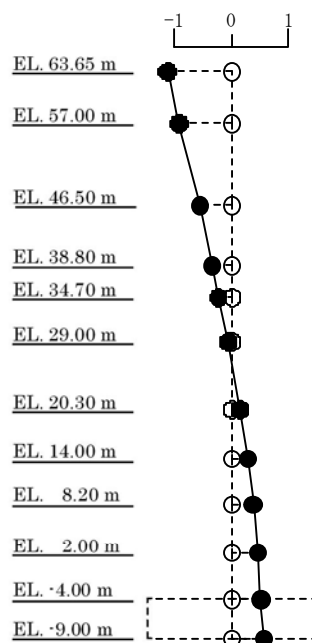 -1 0 1
EL. 63.65 m
EL. 57.00 m
EL. 46.50 m
EL. 38.80 m
EL. 34.70 m
EL. 29.00 m
EL. 20.30 m
EL. 14.00 m
EL. 8.20 m
EL. 2.00 m
EL. -4.00 m
EL. -9.00 m